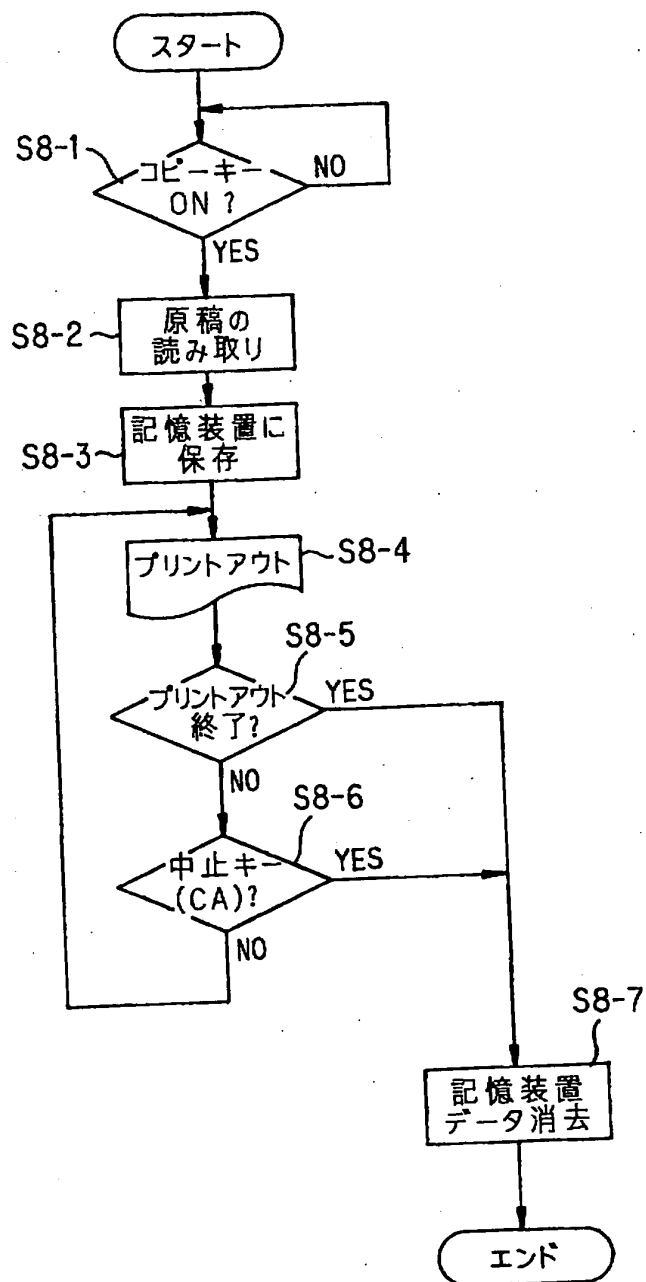 スタート
S8-1
コピーキー
ON?
NO
YES
S8-2
原稿の
読み取り
S8-3
記憶装置に
保存
プリントアウト
S8-4
S8-5
プリントアウト
終了?
YES
NO
S8-6
中止キー
(CA)?
YES
NO
S8-7
記憶装置
データ消去
エンド